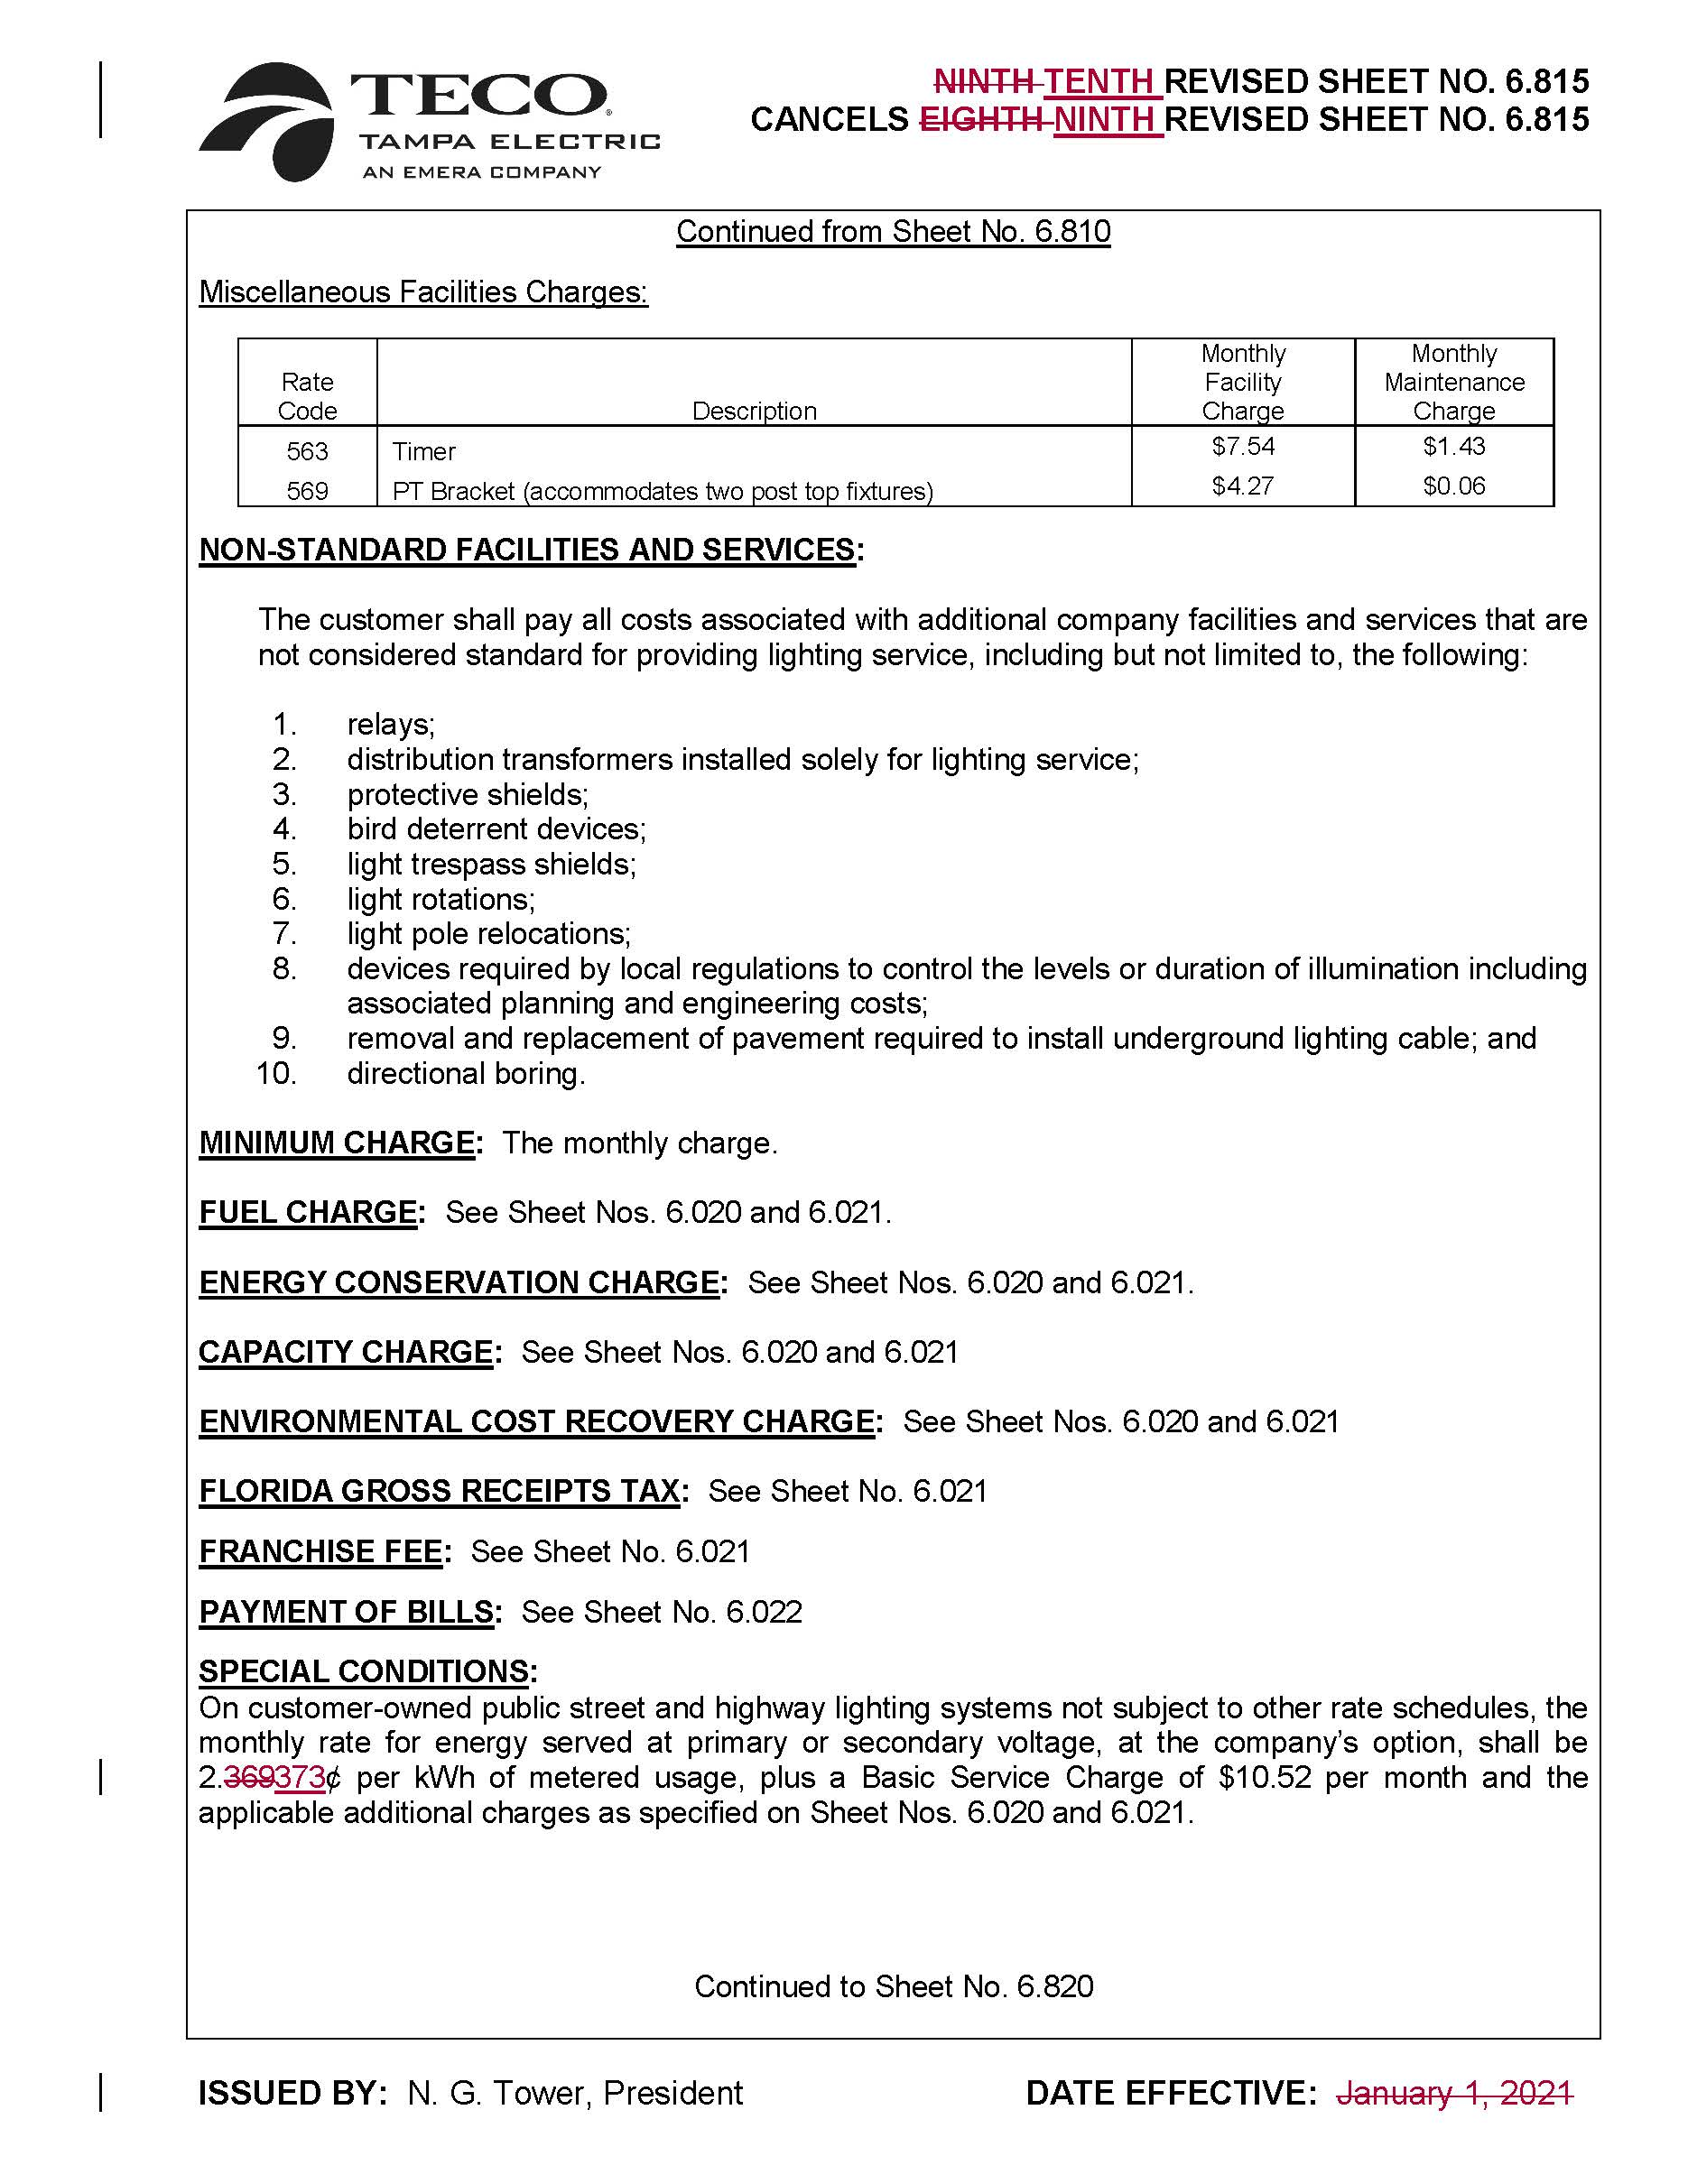 TECO®
TAMPA ELECTRIC
AN EMERA COMPANY
NINTH TENTH REVISED SHEET NO. 6.815
CANCELS EIGHTH NINTH REVISED SHEET NO. 6.815
Continued from Sheet No. 6.810
Miscellaneous Facilities Charges:
Rate Code Description Monthly Facility Charge Monthly Maintenance Charge
563 Timer $7.54 $1.43
569 PT Bracket (accommodates two post top fixtures) $4.27 $0.06
NON-STANDARD FACILITIES AND SERVICES:
The customer shall pay all costs associated with additional company facilities and services that are
not considered standard for providing lighting service, including but not limited to, the following:
1. relays;
2. distribution transformers installed solely for lighting service;
3. protective shields;
4. bird deterrent devices;
5. light trespass shields;
6. light rotations;
7. light pole relocations;
8. devices required by local regulations to control the levels or duration of illumination including
associated planning and engineering costs;
9. removal and replacement of pavement required to install underground lighting cable; and
10. directional boring.
MINIMUM CHARGE: The monthly charge.
FUEL CHARGE: See Sheet Nos. 6.020 and 6.021.
ENERGY CONSERVATION CHARGE: See Sheet Nos. 6.020 and 6.021.
CAPACITY CHARGE: See Sheet Nos. 6.020 and 6.021
ENVIRONMENTAL COST RECOVERY CHARGE: See Sheet Nos. 6.020 and 6.021
FLORIDA GROSS RECEIPTS TAX: See Sheet No. 6.021
FRANCHISE FEE: See Sheet No. 6.021
PAYMENT OF BILLS: See Sheet No. 6.022
SPECIAL CONDITIONS:
On customer-owned public street and highway lighting systems not subject to other rate schedules, the
monthly rate for energy served at primary or secondary voltage, at the company’s option, shall be
2.369373¢ per kWh of metered usage, plus a Basic Service Charge of $10.52 per month and the
applicable additional charges as specified on Sheet Nos. 6.020 and 6.021.
Continued to Sheet No. 6.820
ISSUED BY: N. G. Tower, President
DATE EFFECTIVE: January 1, 2021